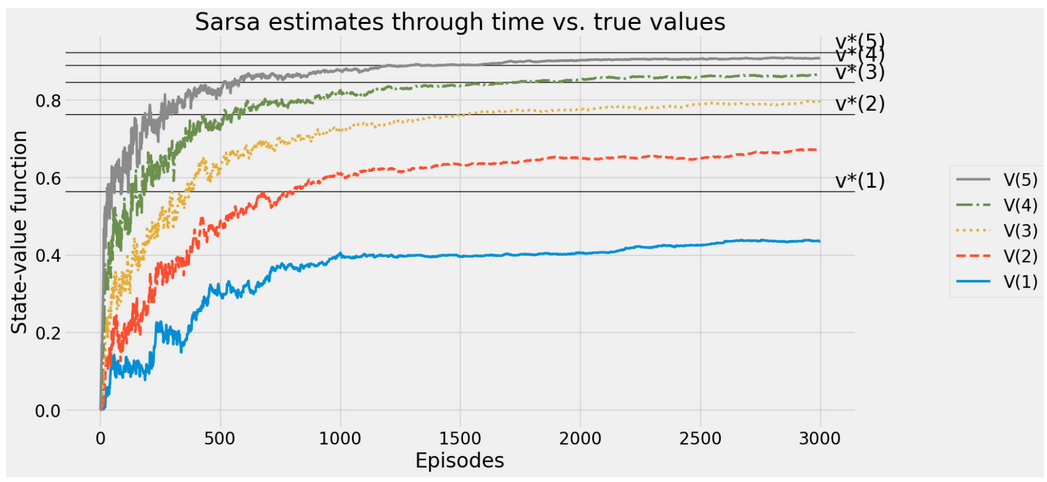 Sarsa estimates through time vs. true values
v*(5)
v*(4)
v*(3)
v*(2)
v*(1)
State-value function
0.8
0.6
0.4
0.2
0.0
0 500 1000 1500 2000 2500 3000
Episodes
V(5)
V(4)
V(3)
V(2)
V(1)